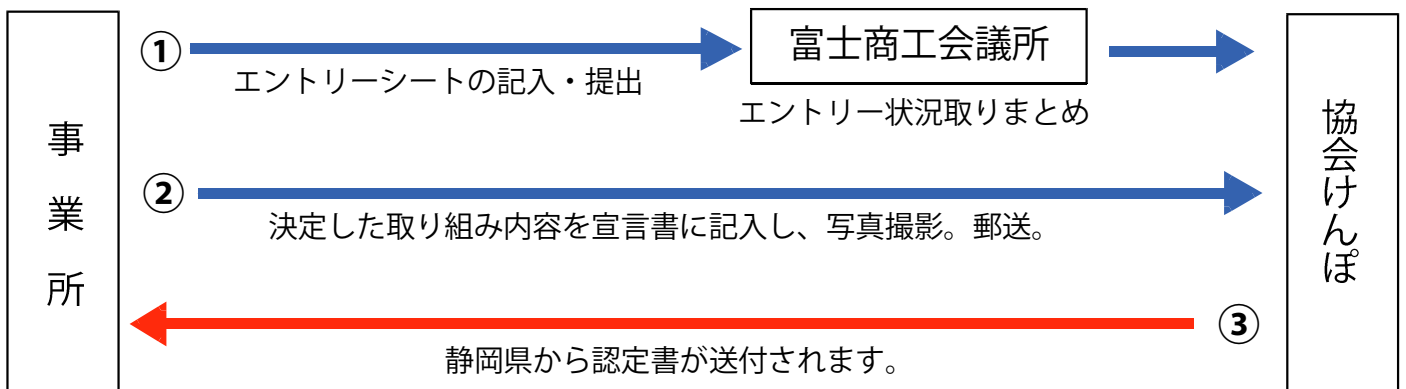 事業所
①
エントリーシートの記入・提出
富士商工会議所
エントリー状況取りまとめ
②
決定した取り組み内容を宣言書に記入し、写真撮影。郵送。
③
静岡県から認定書が送付されます。
協会けんぽ